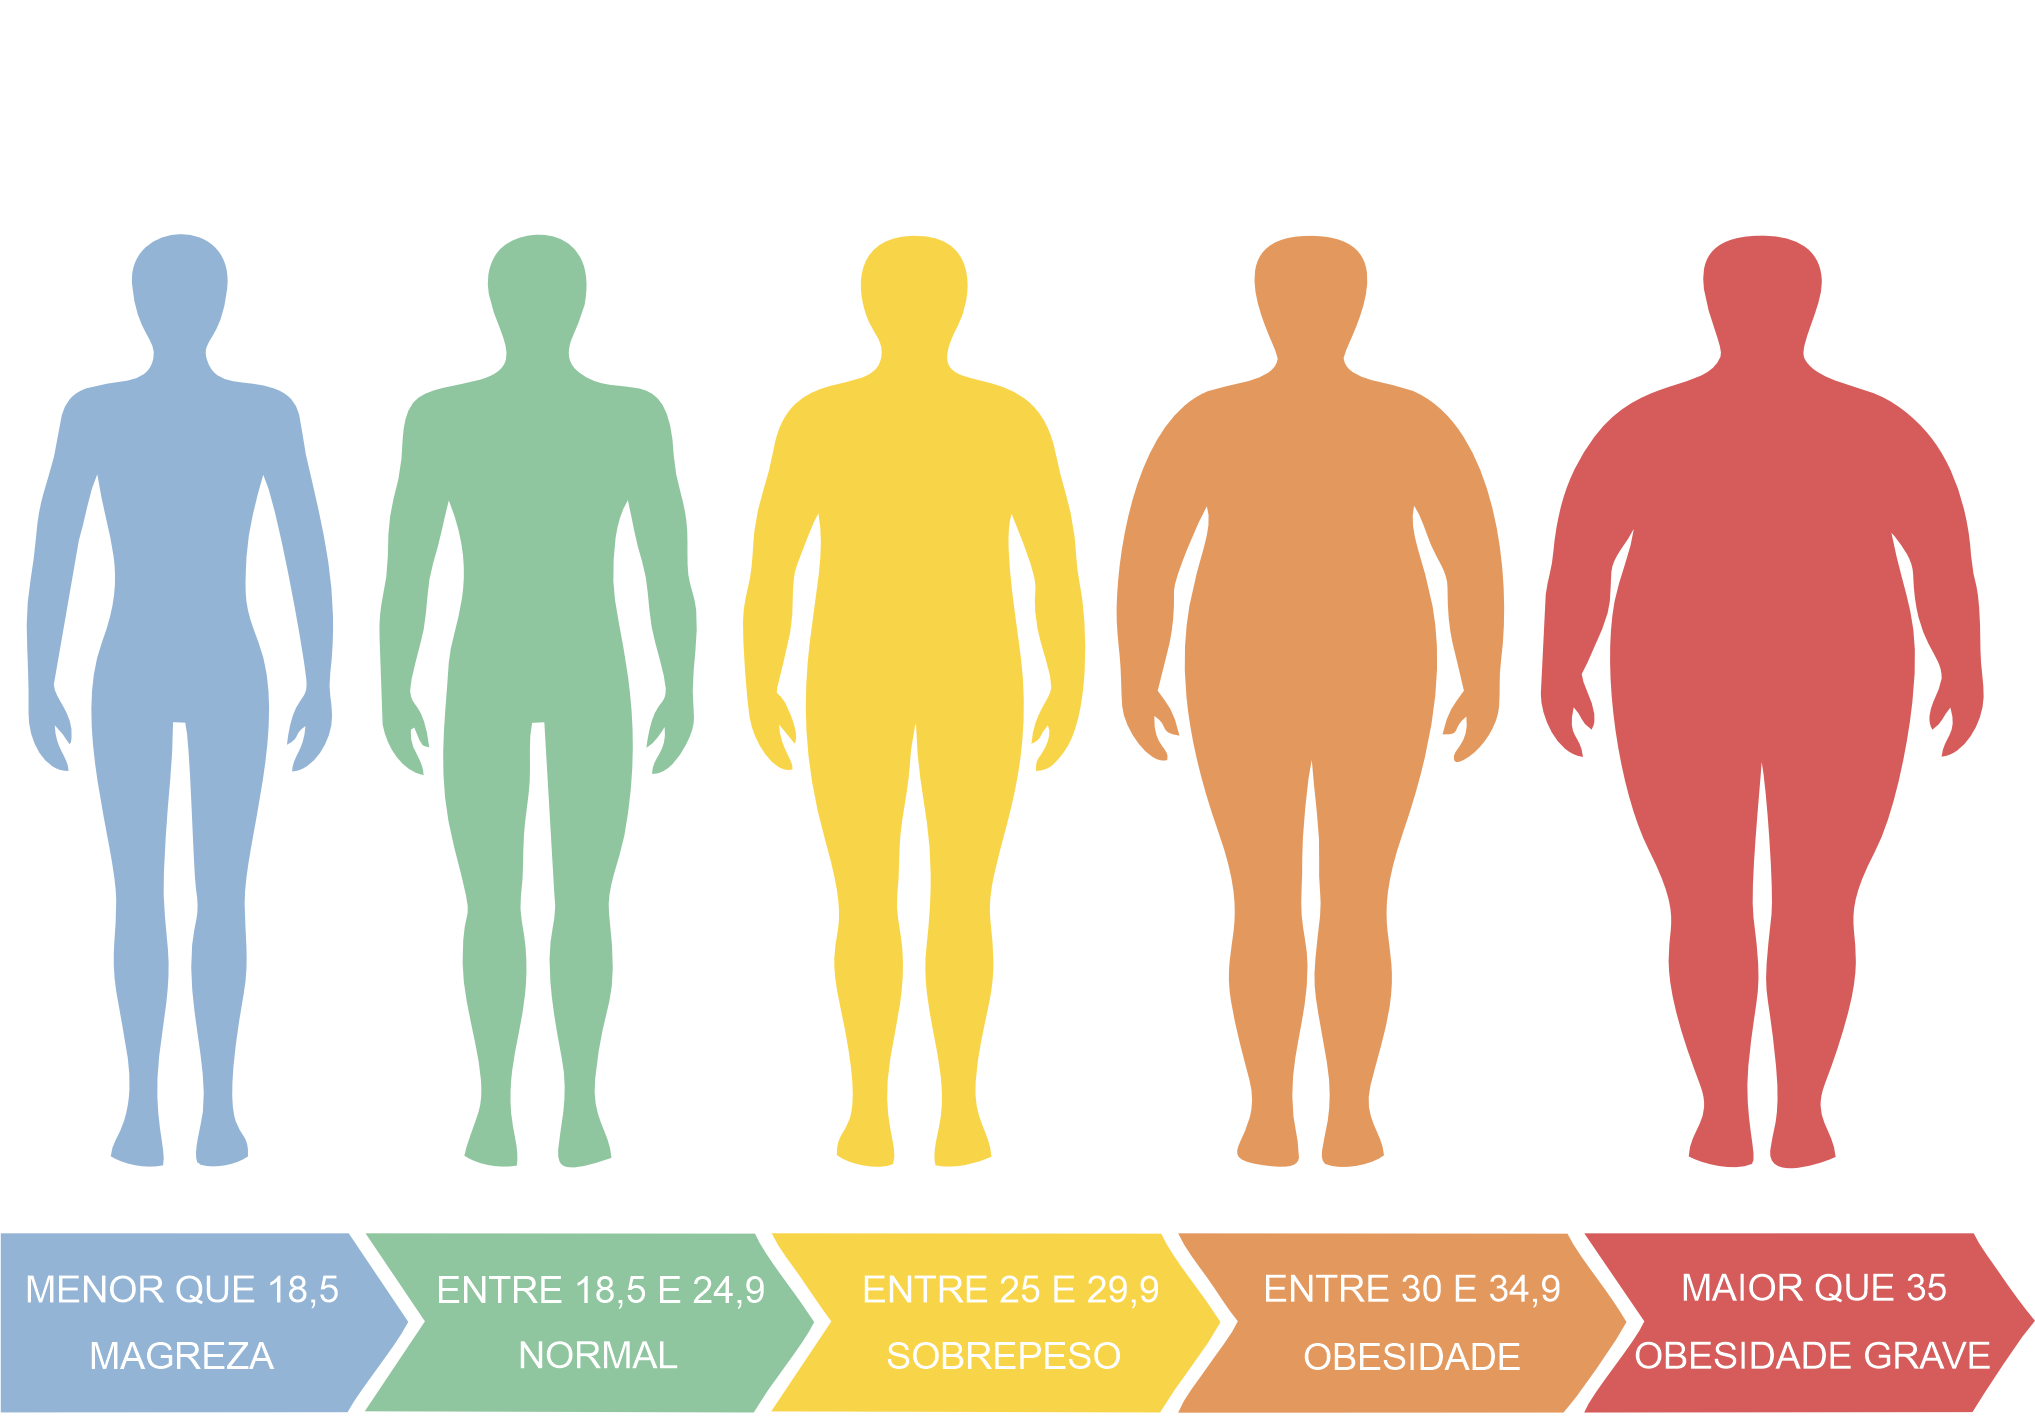 MENOR QUE 18,5
MAGREZA
ENTRE 18,5 E 24,9
NORMAL
ENTRE 25 E 29,9
SOBREPESO
ENTRE 30 E 34,9
OBESIDADE
MAIOR QUE 35
OBESIDADE GRAVE